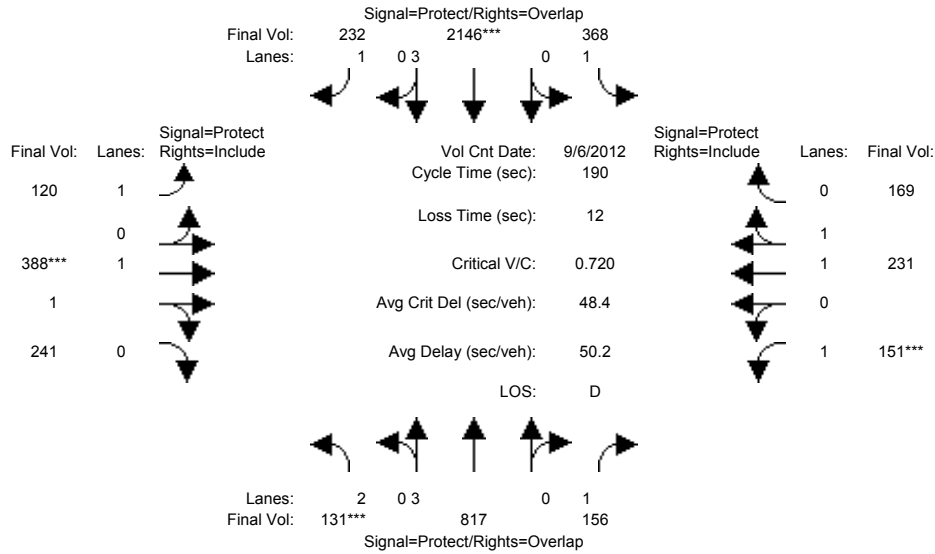 Signal=Protect/Rights=Overlap
Final Vol: 232 2146*** 368
Lanes: 1 0 3 0 1
Signal=Protect Signal=Protect
Final Vol: Lanes: Rights=Include Vol Cnt Date: 9/6/2012 Rights=Include Lanes: Final Vol:
Cycle Time (sec): 190
120 1 0 169
Loss Time (sec): 12
0 1
388*** 1 Critical V/C: 0.720 1 231
1 Avg Crit Del (sec/veh): 48.4 0
241 0 Avg Delay (sec/veh): 50.2 1 151***
LOS: D
Lanes: 2 0 3 0 1
Final Vol: 131*** 817 156
Signal=Protect/Rights=Overlap